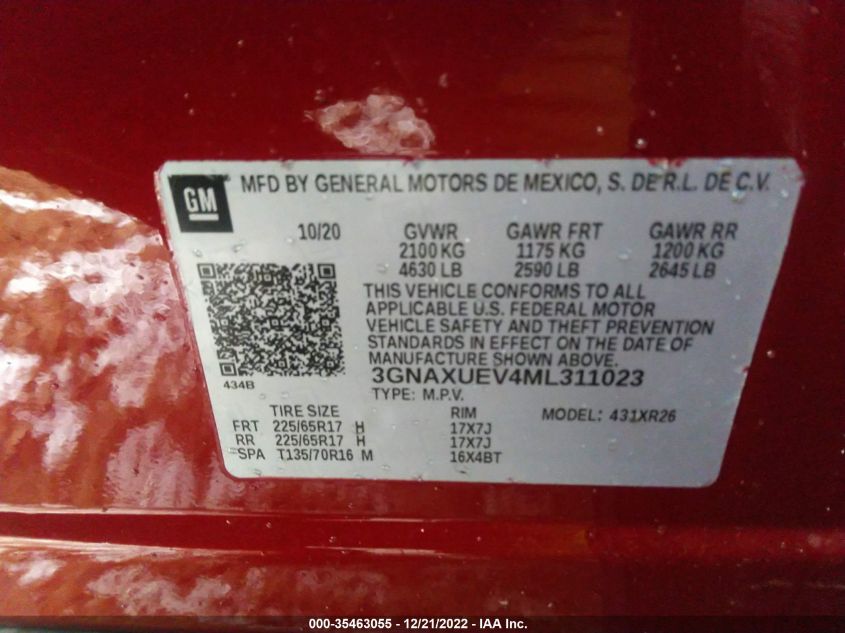 GM
MFD BY GENERAL MOTORS DE MEXICO, S. DE R.L. DE C.V.
10/20 GVWR GAWR FRT GAWR RR
2100 KG 1175 KG 1200 KG
4630 LB 2590 LB 2645 LB
THIS VEHICLE CONFORMS TO ALL
APPLICABLE U.S. FEDERAL MOTOR
VEHICLE SAFETY AND THEFT PREVENTION
STANDARDS IN EFFECT ON THE DATE OF
MANUFACTURE SHOWN ABOVE.
434B
3GNAXUEV4ML311023
TYPE: M.P.V.
MODEL: 431XR26
TIRE SIZE RIM
FRT 225/65R17 H 17X7J
RR 225/65R17 H 17X7J
SPA T135/70R16 M 16X4BT
000-35463055 - 12/21/2022 - IAA Inc.